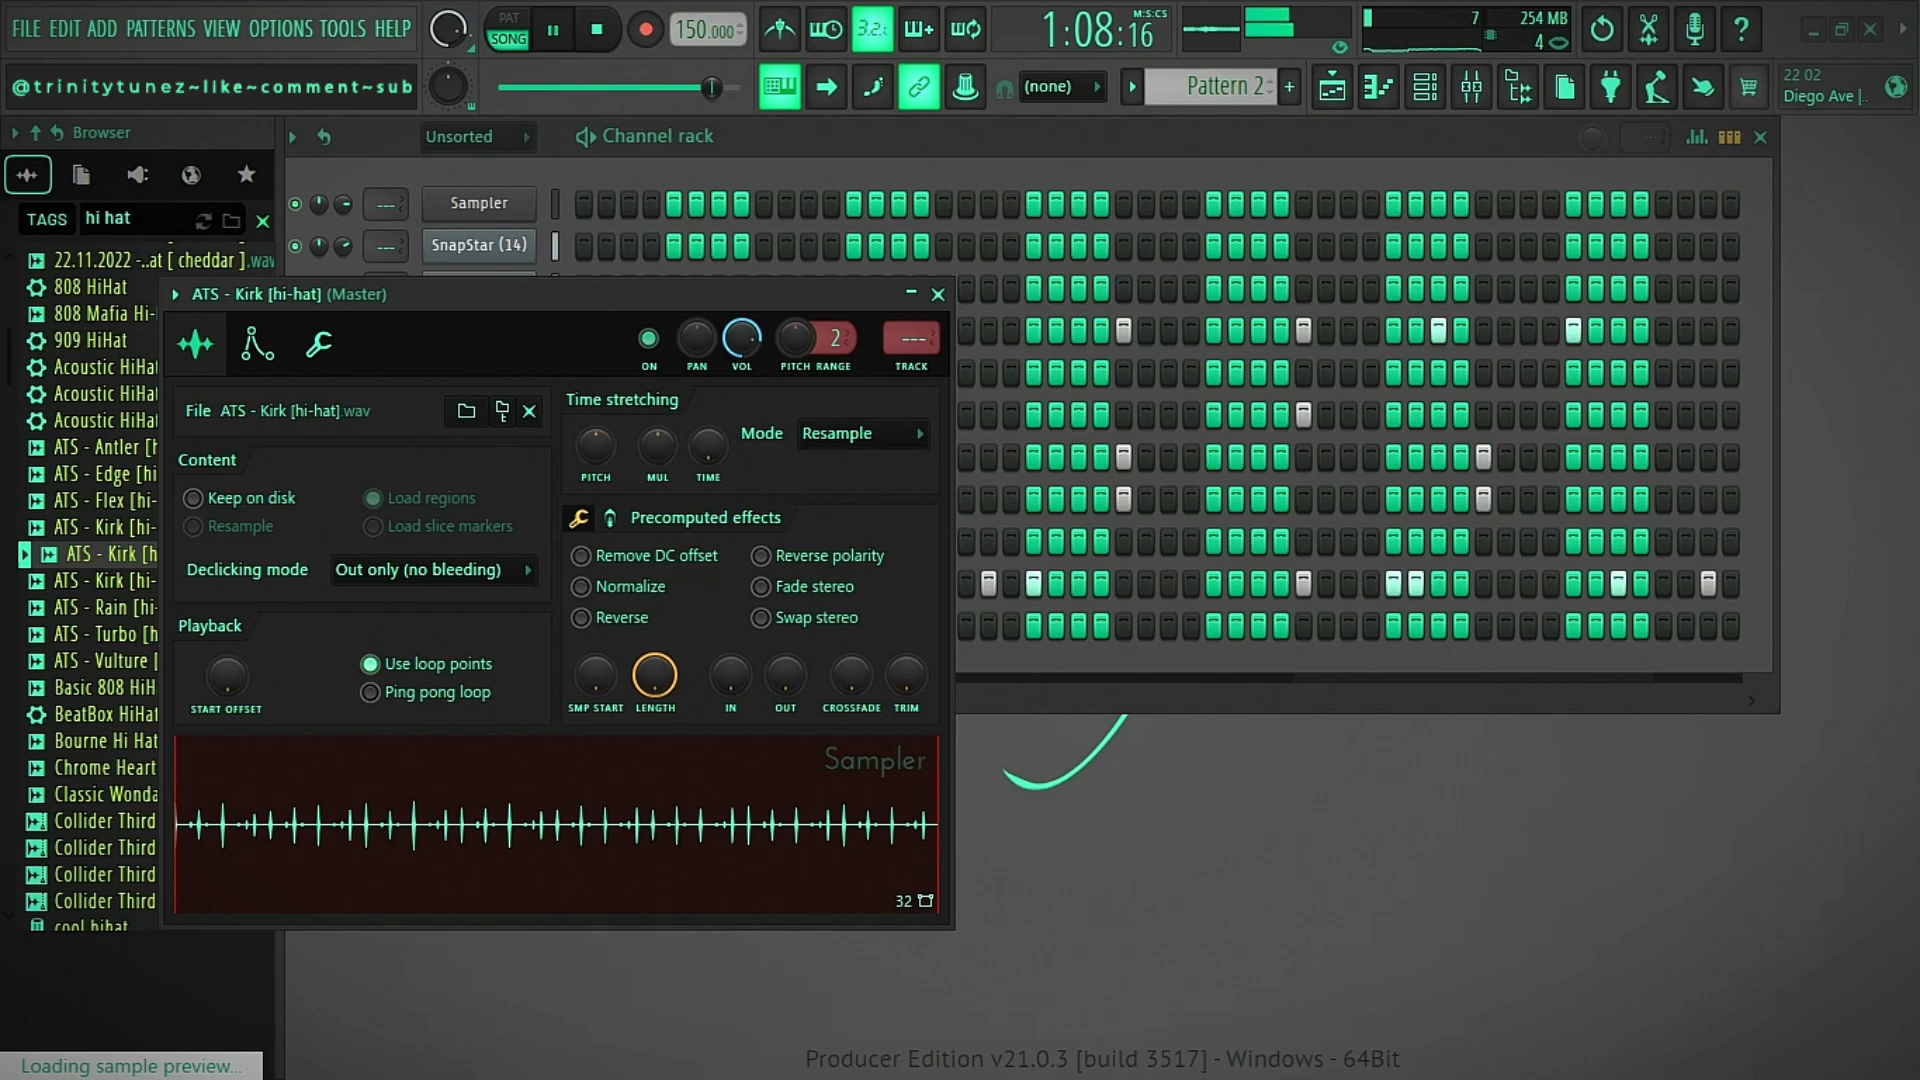 FILE EDIT ADD PATTERNS VIEW OPTIONS TOOLS HELP
PAT
SONG
150.000
3.2:
1:08:16
M:S:CS
7
254 MB
4
@trinitytunez~like~comment~sub
(none)
Pattern 2
22 02
Diego Ave |..
Browser
Unsorted
Channel rack
TAGS
hi hat
Sampler
SnapStar (14)
22.11.2022 -..at [ cheddar ].wav
808 HiHat
808 Mafia Hi-
909 HiHat
Acoustic HiHat
Acoustic HiHat
Acoustic HiHat
ATS - Antler [h
ATS - Edge [hi
ATS - Flex [hi-
ATS - Kirk [hi-
ATS - Kirk [h
ATS - Kirk [hi-
ATS - Rain [hi-
ATS - Turbo [h
ATS - Vulture [
Basic 808 HiH
BeatBox HiHat
Bourne Hi Hat
Chrome Heart
Classic Wonda
Collider Third
Collider Third
Collider Third
Collider Third
cool hihat
Loading sample preview...
ATS - Kirk [hi-hat] (Master)
2
---
ON
PAN
VOL
PITCH
RANGE
TRACK
File
ATS - Kirk [hi-hat].wav
Content
Keep on disk
Load regions
Resample
Load slice markers
Declicking mode
Out only (no bleeding)
Playback
START OFFSET
Use loop points
Ping pong loop
Time stretching
PITCH
MUL
TIME
Mode
Resample
Precomputed effects
Remove DC offset
Reverse polarity
Normalize
Fade stereo
Reverse
Swap stereo
SMP START
LENGTH
IN
OUT
CROSSFADE
TRIM
Sampler
32
Producer Edition v21.0.3 [build 3517] - Windows - 64Bit